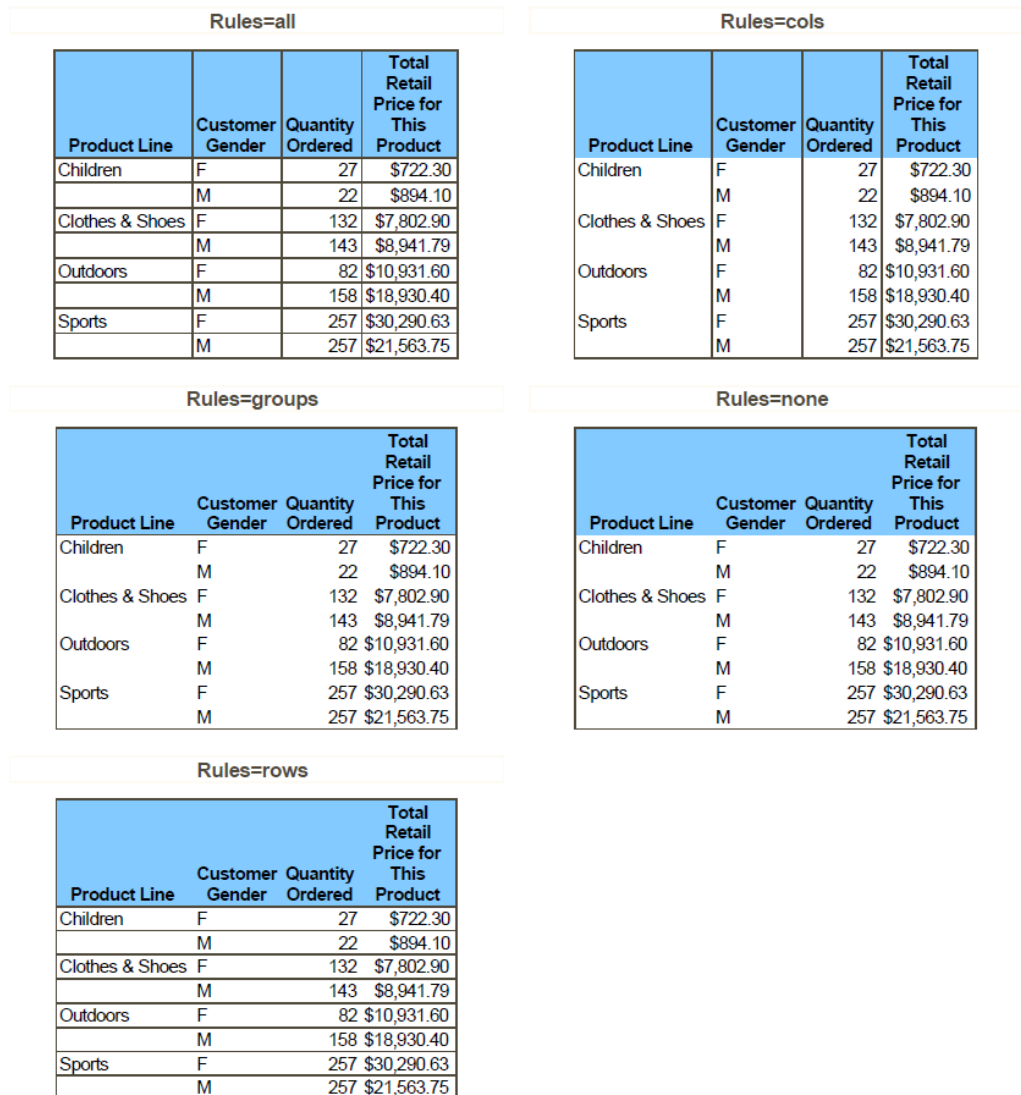 Rules=all
Total
Retail
Price for
Customer Quantity This
Product Line Gender Ordered Product
Children F 27 $722.30
M 22 $894.10
Clothes & Shoes F 132 $7,802.90
M 143 $8,941.79
Outdoors F 82 $10,931.60
M 158 $18,930.40
Sports F 257 $30,290.63
M 257 $21,563.75
Rules=cols
Total
Retail
Price for
Customer Quantity This
Product Line Gender Ordered Product
Children F 27 $722.30
M 22 $894.10
Clothes & Shoes F 132 $7,802.90
M 143 $8,941.79
Outdoors F 82 $10,931.60
M 158 $18,930.40
Sports F 257 $30,290.63
M 257 $21,563.75
Rules=groups
Total
Retail
Price for
Customer Quantity This
Product Line Gender Ordered Product
Children F 27 $722.30
M 22 $894.10
Clothes & Shoes F 132 $7,802.90
M 143 $8,941.79
Outdoors F 82 $10,931.60
M 158 $18,930.40
Sports F 257 $30,290.63
M 257 $21,563.75
Rules=none
Total
Retail
Price for
Customer Quantity This
Product Line Gender Ordered Product
Children F 27 $722.30
M 22 $894.10
Clothes & Shoes F 132 $7,802.90
M 143 $8,941.79
Outdoors F 82 $10,931.60
M 158 $18,930.40
Sports F 257 $30,290.63
M 257 $21,563.75
Rules=rows
Total
Retail
Price for
Customer Quantity This
Product Line Gender Ordered Product
Children F 27 $722.30
M 22 $894.10
Clothes & Shoes F 132 $7,802.90
M 143 $8,941.79
Outdoors F 82 $10,931.60
M 158 $18,930.40
Sports F 257 $30,290.63
M 257 $21,563.75